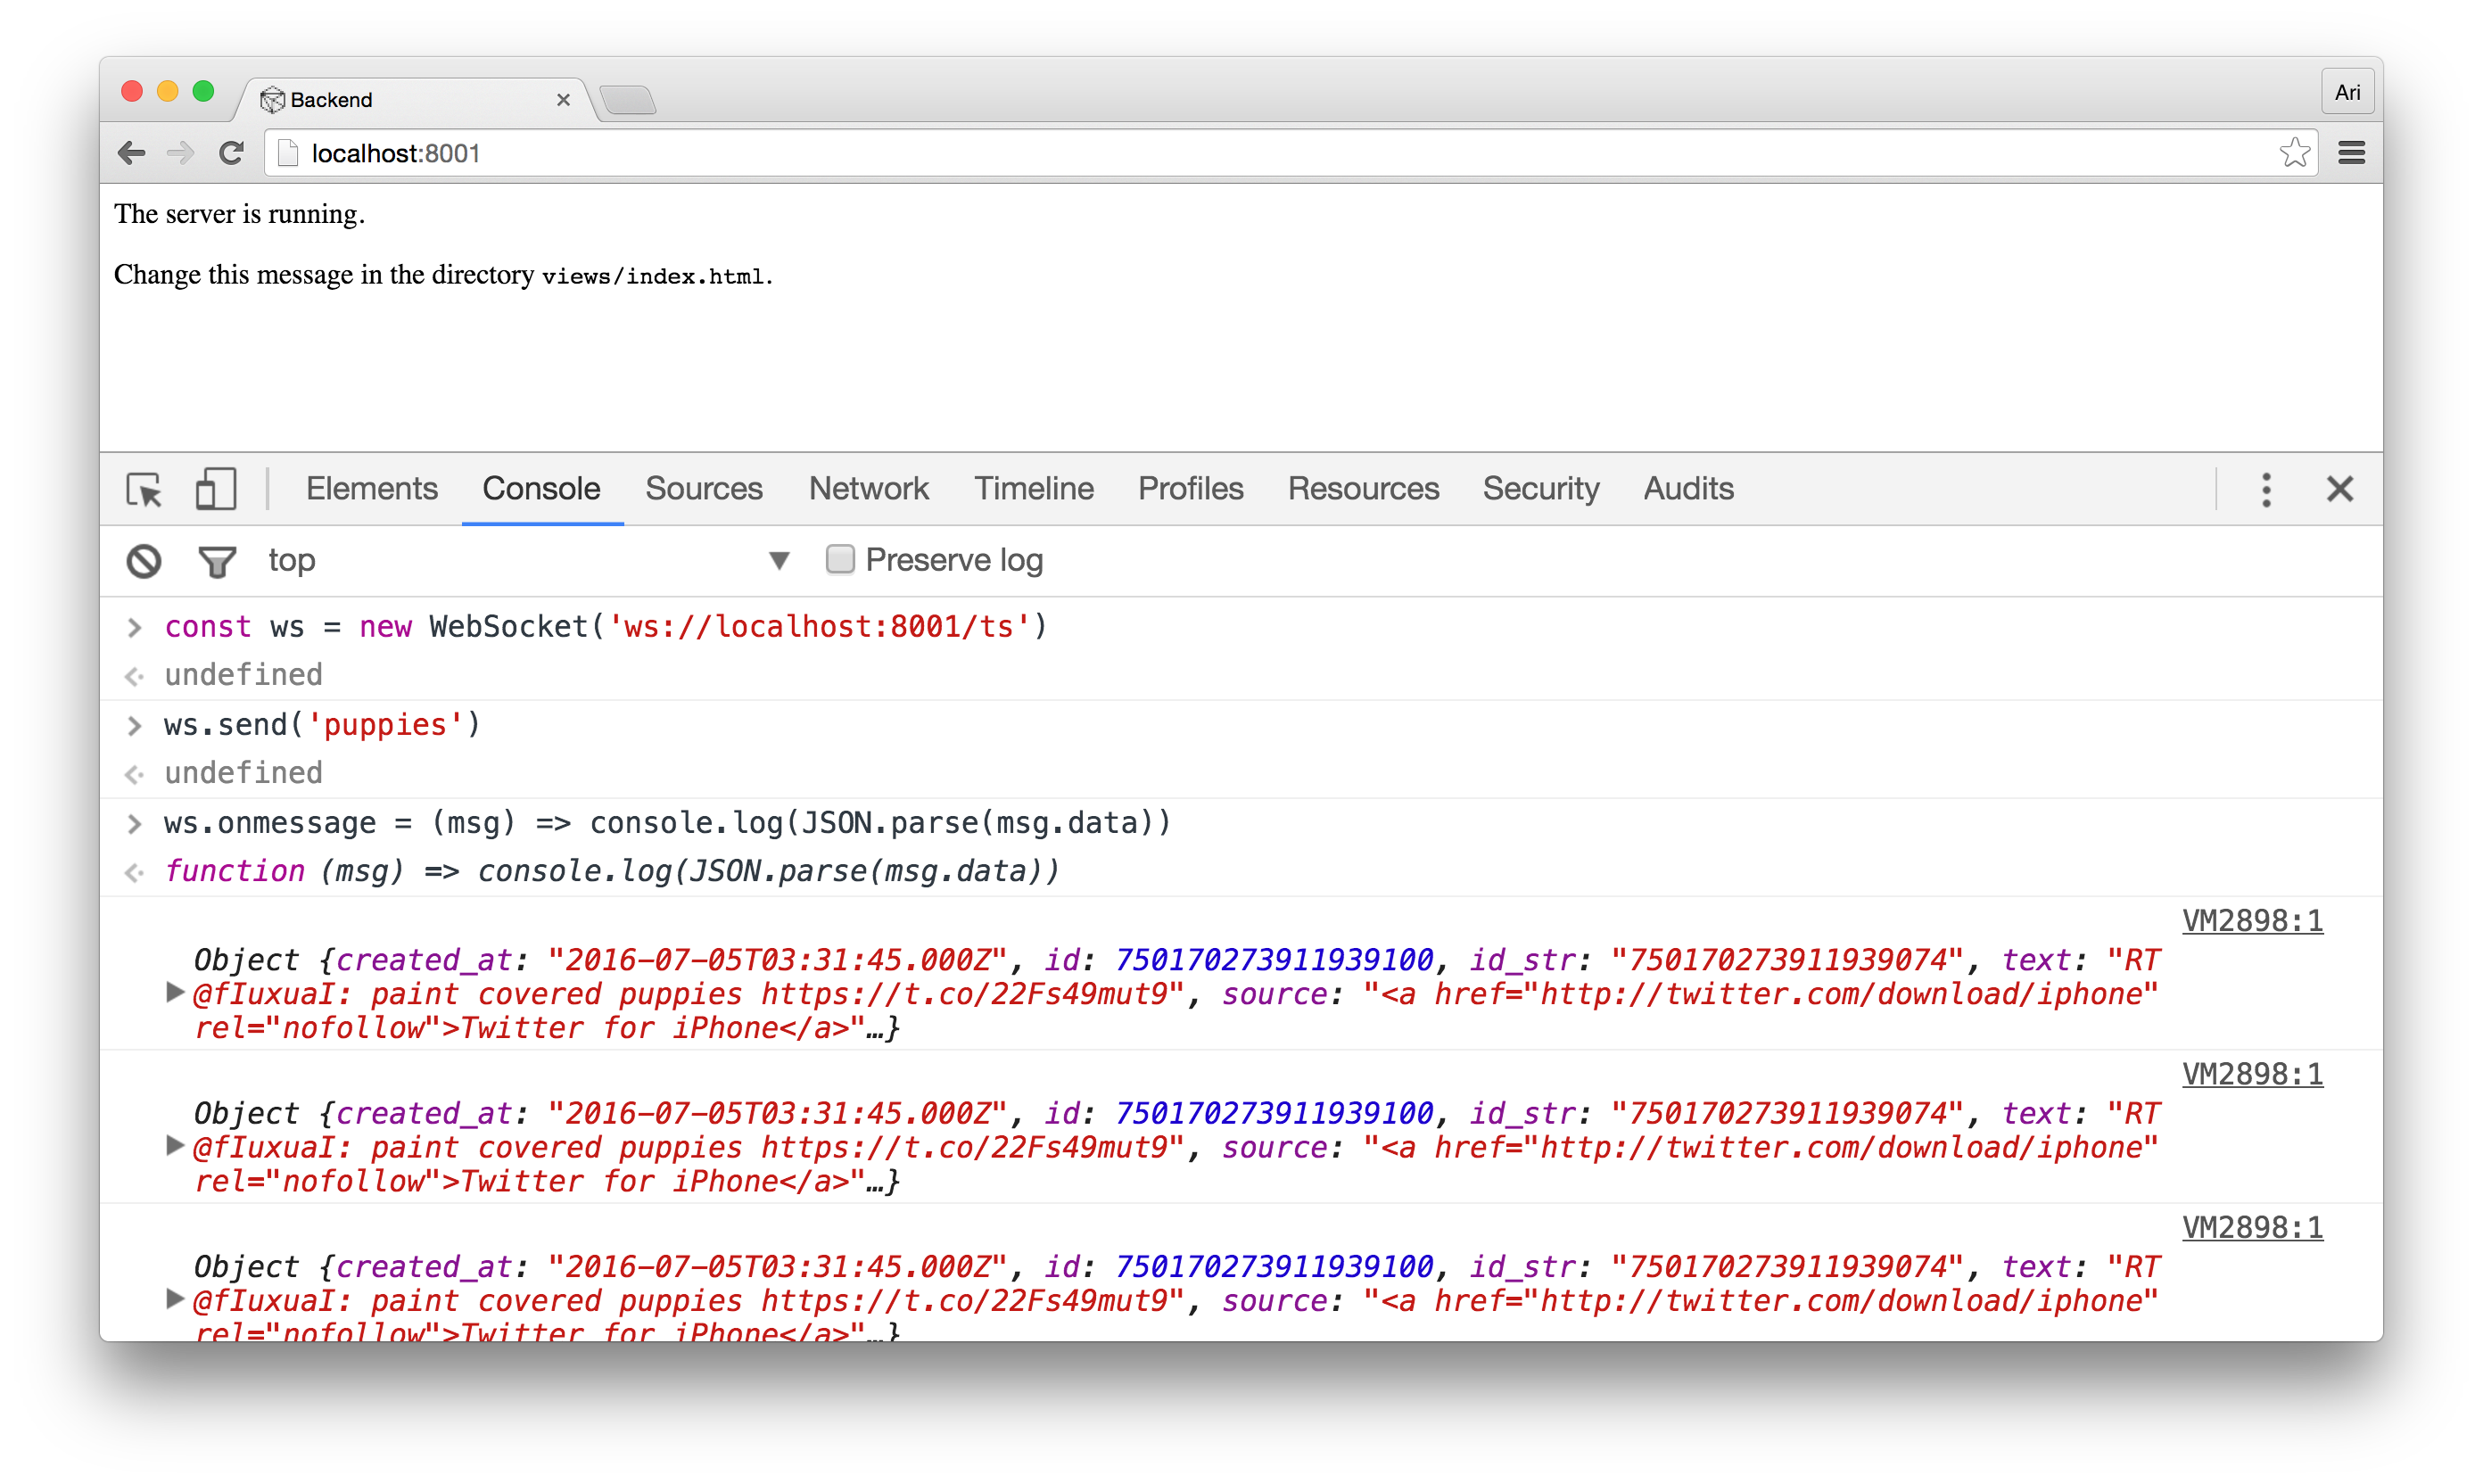 Backend
Ari
localhost:8001
The server is running.
Change this message in the directory views/index.html.
Elements Console Sources Network Timeline Profiles Resources Security Audits
top Preserve log
const ws = new WebSocket('ws://localhost:8001/ts')
undefined
ws.send('puppies')
undefined
ws.onmessage = (msg) => console.log(JSON.parse(msg.data))
function (msg) => console.log(JSON.parse(msg.data))
VM2898:1
Object {created_at: "2016-07-05T03:31:45.000Z", id: 750170273911939100, id_str: "750170273911939074", text: "RT
@fIuxuaI: paint covered puppies https://t.co/22Fs49mut9", source: "<a href="http://twitter.com/download/iphone"
rel="nofollow">Twitter for iPhone</a>"…}
VM2898:1
Object {created_at: "2016-07-05T03:31:45.000Z", id: 750170273911939100, id_str: "750170273911939074", text: "RT
@fIuxuaI: paint covered puppies https://t.co/22Fs49mut9", source: "<a href="http://twitter.com/download/iphone"
rel="nofollow">Twitter for iPhone</a>"…}
VM2898:1
Object {created_at: "2016-07-05T03:31:45.000Z", id: 750170273911939100, id_str: "750170273911939074", text: "RT
@fIuxuaI: paint covered puppies https://t.co/22Fs49mut9", source: "<a href="http://twitter.com/download/iphone"
rel="nofollow">Twitter for iPhone</a>"…}